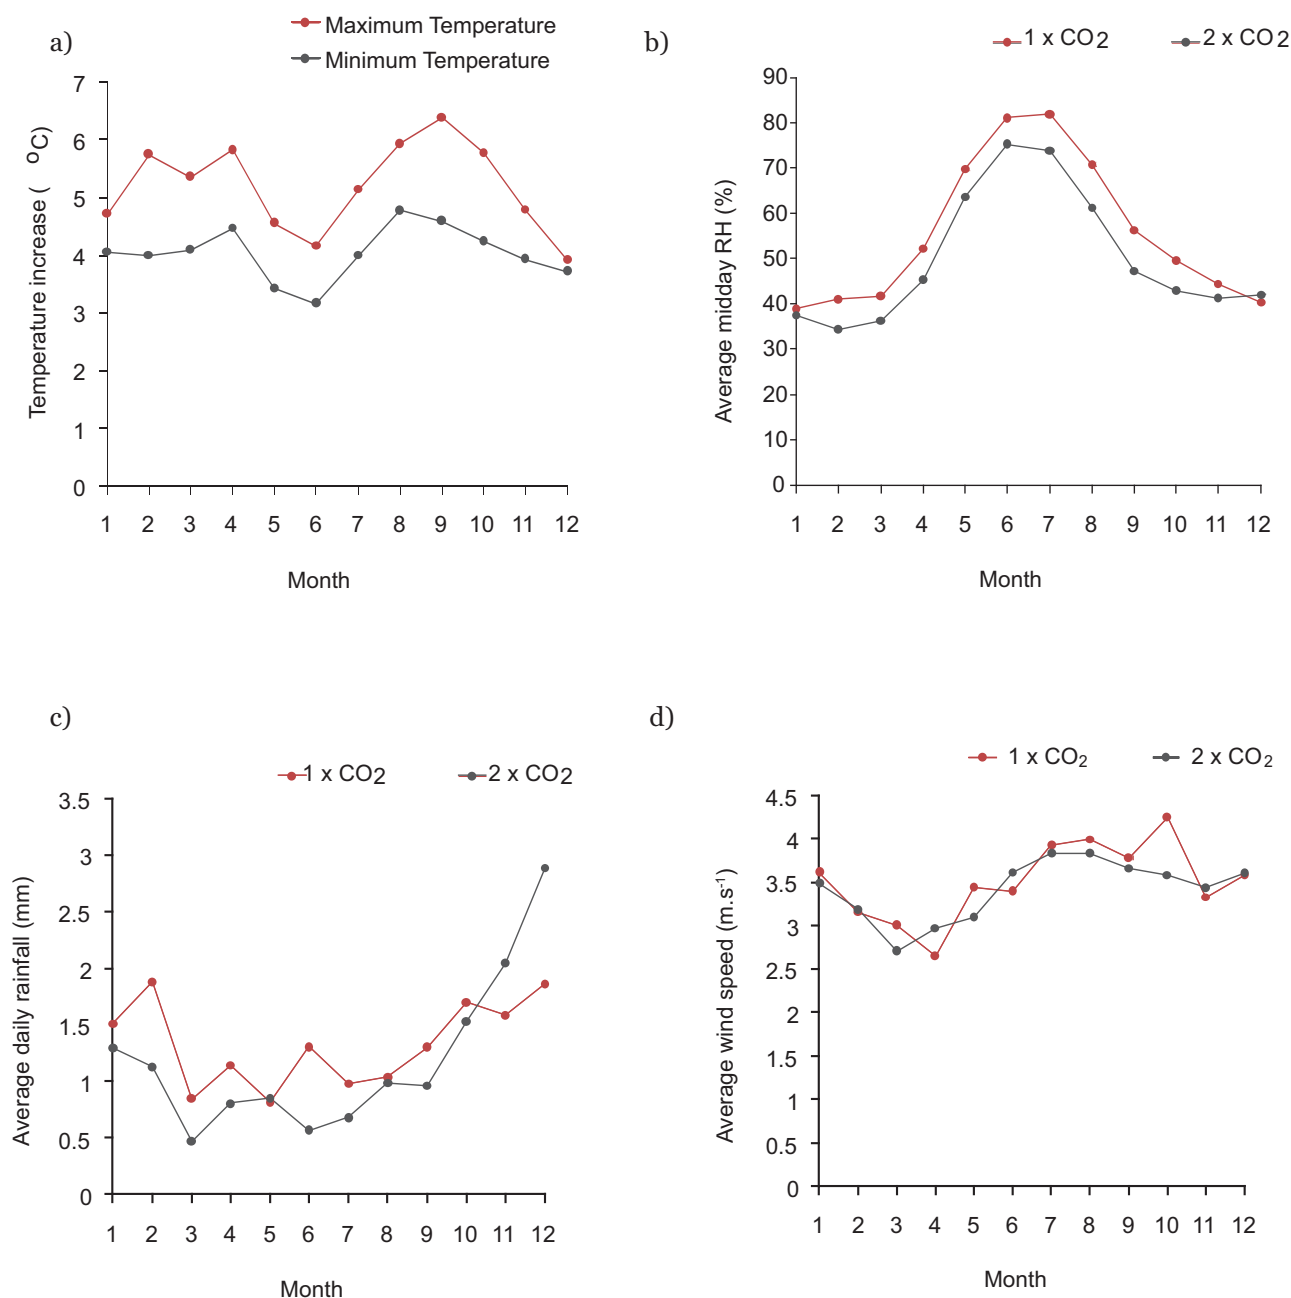 a)
Maximum Temperature
Minimum Temperature
7
6
5
4
3
2
1
0
Temperature increase ( oC)
1 2 3 4 5 6 7 8 9 10 11 12
Month
b)
1 x CO2 2 x CO2
90
80
70
60
50
40
30
20
10
0
Average midday RH (%)
1 2 3 4 5 6 7 8 9 10 11 12
Month
c)
1 x CO2 2 x CO2
3.5
3
2.5
2
1.5
1
0.5
0
Average daily rainfall (mm)
1 2 3 4 5 6 7 8 9 10 11 12
Month
d)
1 x CO2 2 x CO2
4.5
4
3.5
3
2.5
2
1.5
1
0.5
0
Average wind speed (m.s-1)
1 2 3 4 5 6 7 8 9 10 11 12
Month